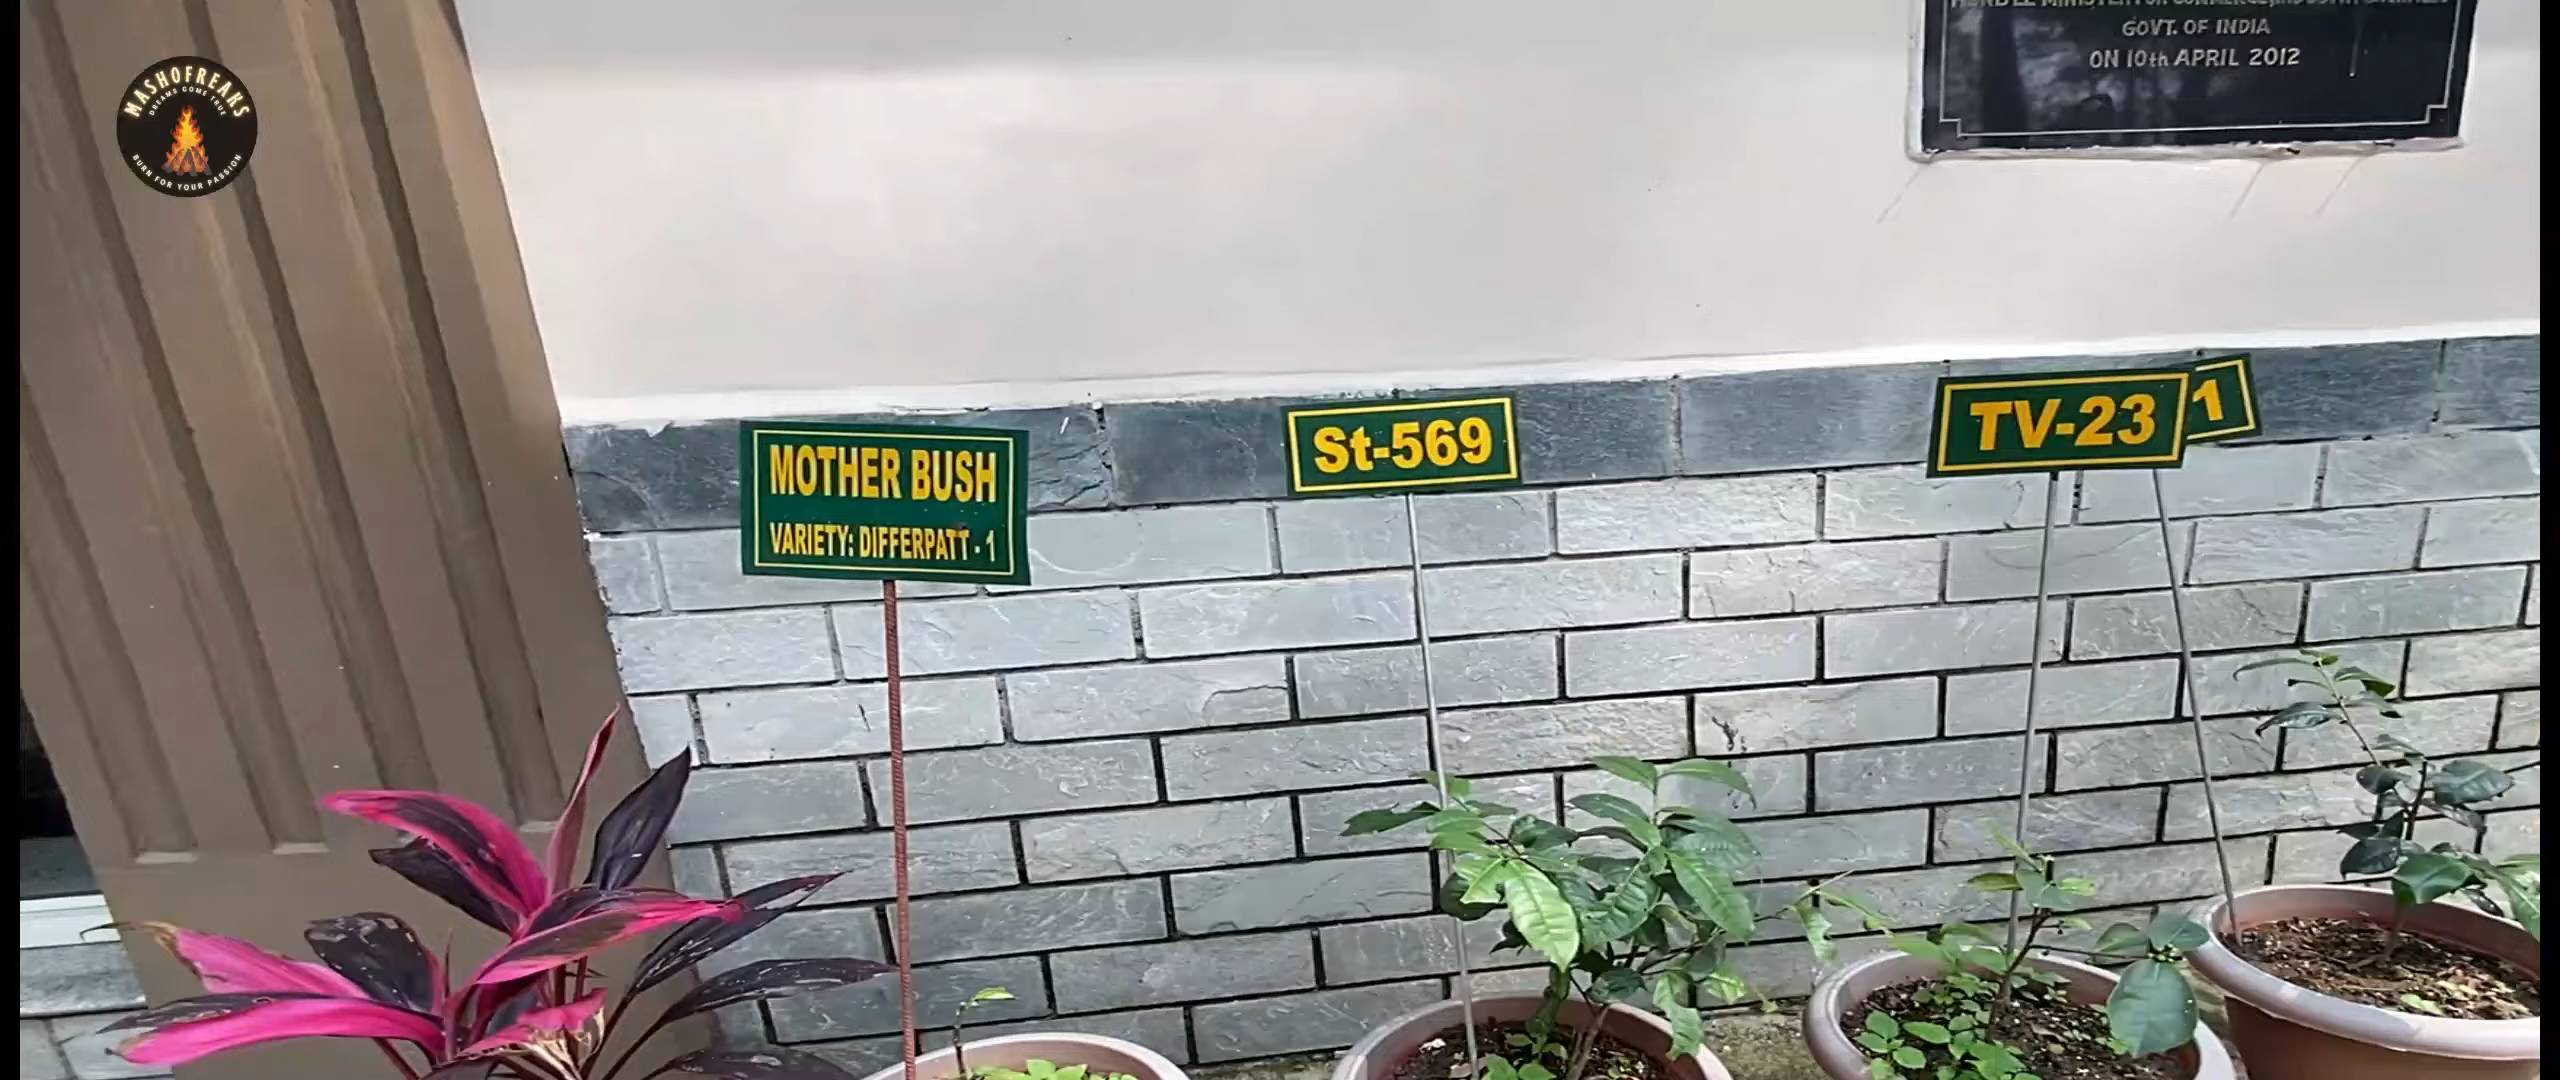 MASHOFREAKS
DREAMS COME TRUE
BURN FOR YOUR PASSION
GOVT. OF INDIA
ON 10th APRIL 2012
MOTHER BUSH
VARIETY: DIFFERPATT - 1
St-569
TV-23
1